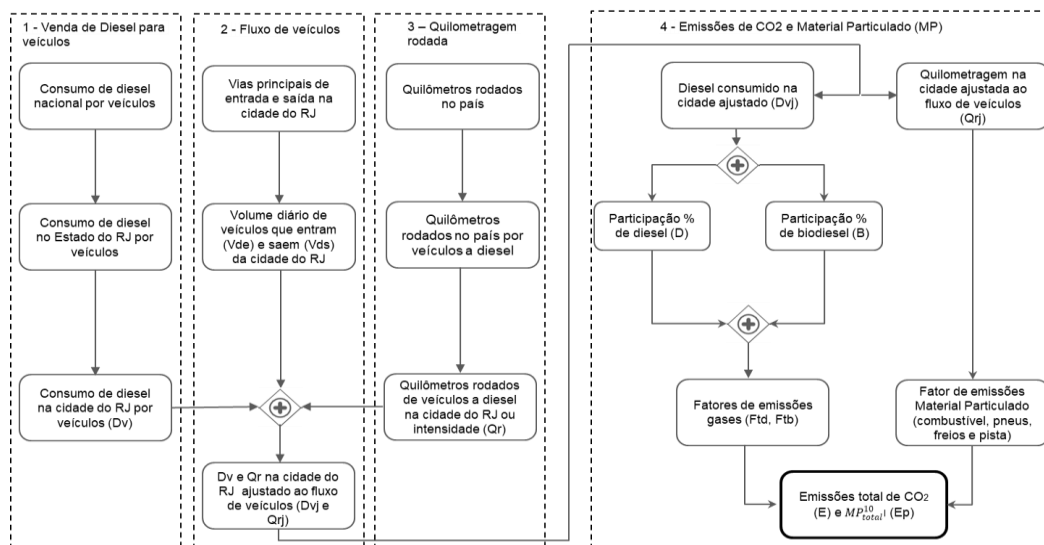 1 - Venda de Diesel para
veículos
Consumo de diesel
nacional por veículos
Consumo de diesel
no Estado do RJ por
veículos
Consumo de diesel
na cidade do RJ por
veículos (Dv)
2 - Fluxo de veículos
Vias principais de
entrada e saída na
cidade do RJ
Volume diário de
veículos que entram
(Vde) e saem (Vds)
da cidade do RJ
Dv e Qr na cidade do
RJ ajustado ao fluxo
de veículos (Dvj e
Qrj)
3 – Quilometragem
rodada
Quilômetros rodados
no país
Quilômetros
rodados no país por
veículos a diesel
Quilômetros rodados
de veículos a diesel
na cidade do RJ ou
intensidade (Qr)
4 - Emissões de CO2 e Material Particulado (MP)
Diesel consumido na
cidade ajustado (Dvj)
Quilometragem na
cidade ajustada ao
fluxo de veículos
(Qrj)
Participação %
de diesel (D)
Participação %
de biodiesel (B)
Fatores de emissões
gases (Ftd, Ftb)
Fator de emissões
Material Particulado
(combustível, pneus,
freios e pista)
Emissões total de CO₂
(E) e MP¹⁰total (Ep)